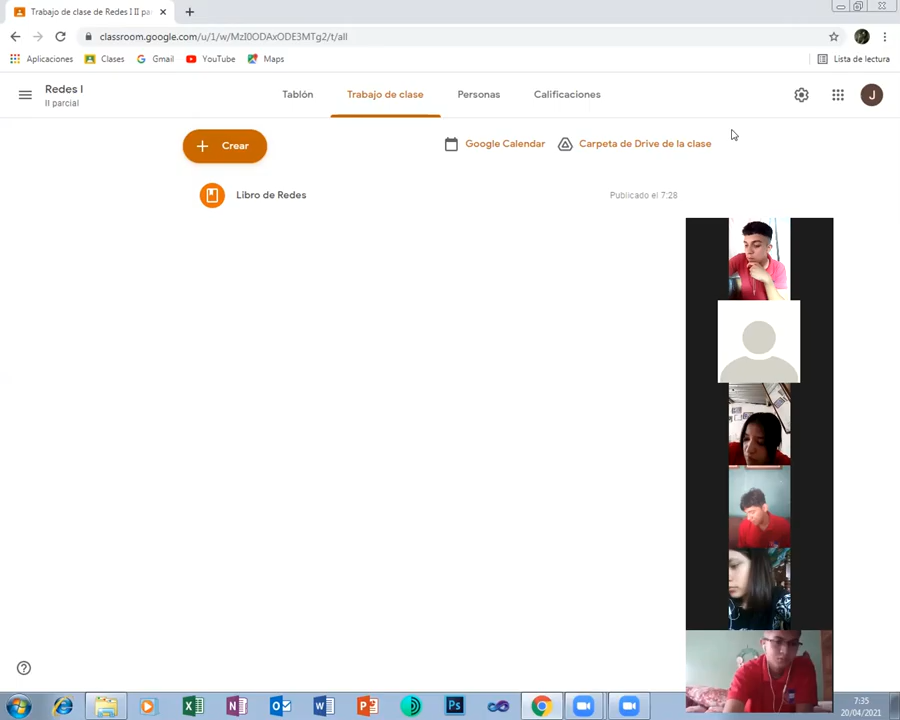 Trabajo de clase de Redes I II par
classroom.google.com/u/1/w/MzI0ODAxODE3MTg2/t/all
Aplicaciones Clases Gmail YouTube Maps Lista de lectura
Redes I
II parcial
Tablón Trabajo de clase Personas Calificaciones
J
Crear
Google Calendar Carpeta de Drive de la clase
Libro de Redes Publicado el 7:28
7:35
20/04/2021